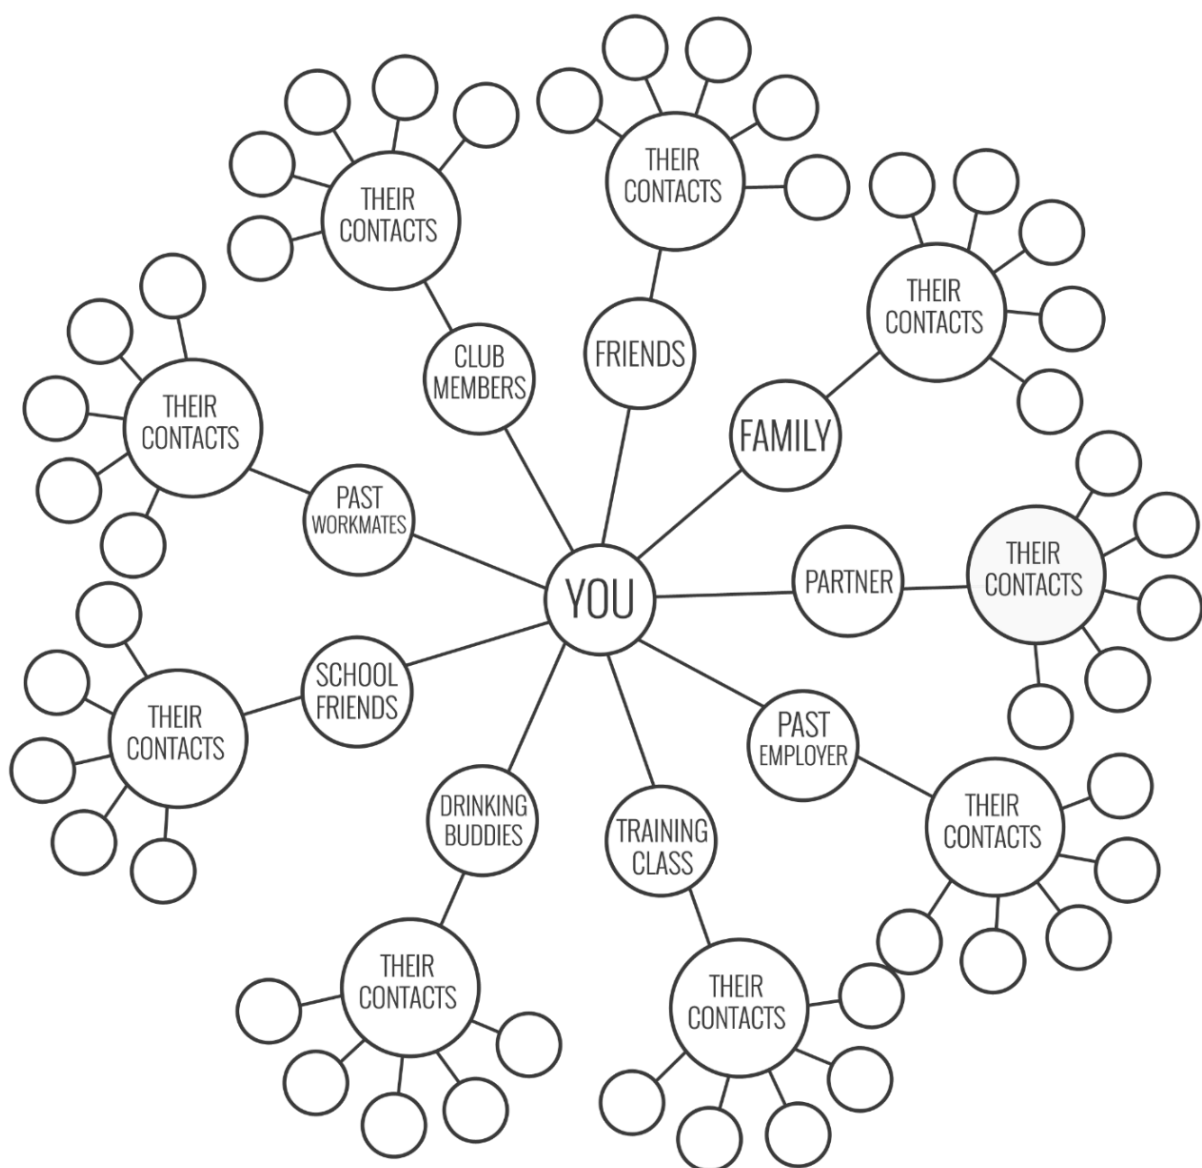 THEIR
CONTACTS
THEIR
CONTACTS
THEIR
CONTACTS
CLUB
MEMBERS
FRIENDS
FAMILY
THEIR
CONTACTS
PAST
WORKMATES
YOU
PARTNER
THEIR
CONTACTS
SCHOOL
FRIENDS
THEIR
CONTACTS
PAST
EMPLOYER
DRINKING
BUDDIES
TRAINING
CLASS
THEIR
CONTACTS
THEIR
CONTACTS
THEIR
CONTACTS